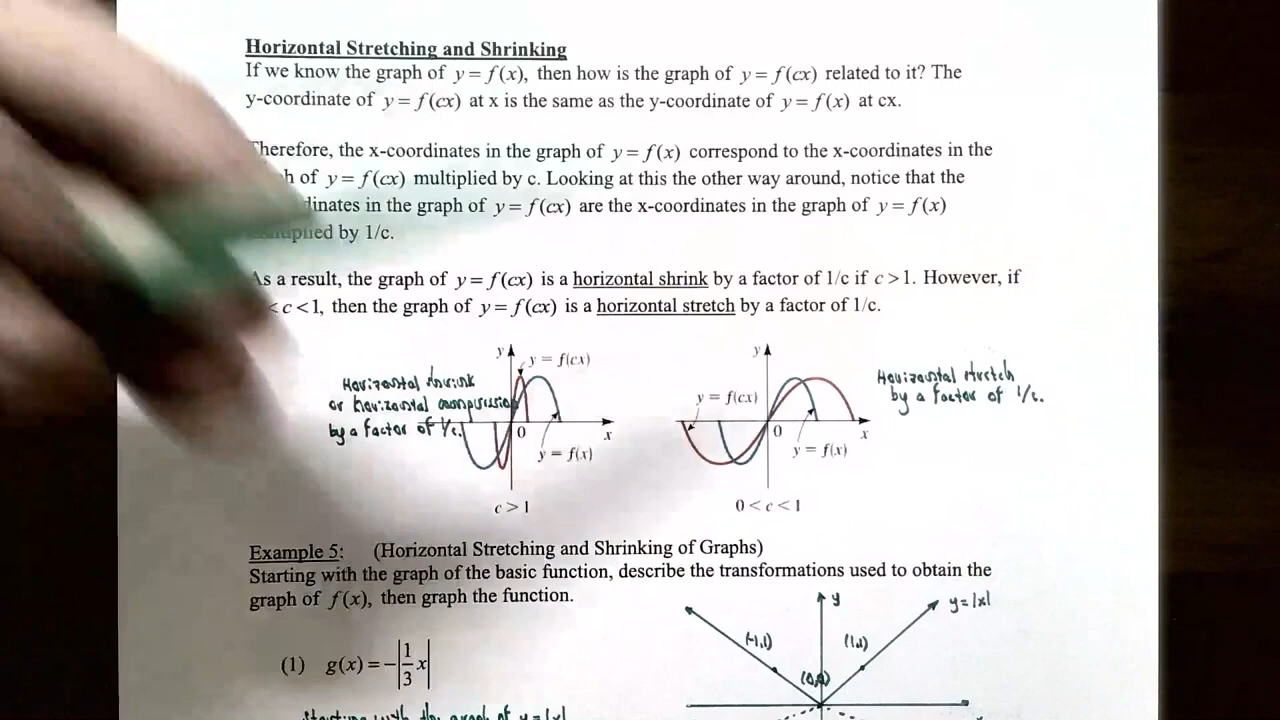 Horizontal Stretching and Shrinking
If we know the graph of y = f(x), then how is the graph of y = f(cx) related to it? The
y-coordinate of y = f(cx) at x is the same as the y-coordinate of y = f(x) at cx.
Therefore, the x-coordinates in the graph of y = f(x) correspond to the x-coordinates in the
h of y = f(cx) multiplied by c. Looking at this the other way around, notice that the
dinates in the graph of y = f(cx) are the x-coordinates in the graph of y = f(x)
by 1/c.
As a result, the graph of y = f(cx) is a horizontal shrink by a factor of 1/c if c > 1. However, if
< c < 1, then the graph of y = f(cx) is a horizontal stretch by a factor of 1/c.
y
y = f(cx)
Horizontal shrink
or horizontal compression
by a factor of 1/c.
0
x
y = f(x)
c > 1
y
y = f(cx)
0
x
y = f(x)
0 < c < 1
Horizontal stretch
by a factor of 1/c.
Example 5: (Horizontal Stretching and Shrinking of Graphs)
Starting with the graph of the basic function, describe the transformations used to obtain the
graph of f(x), then graph the function.
y
y=|x|
(-1,1)
(1,1)
(0,0)
(1) g(x) = -|1/3 x|
Starting with the graph of y=|x|